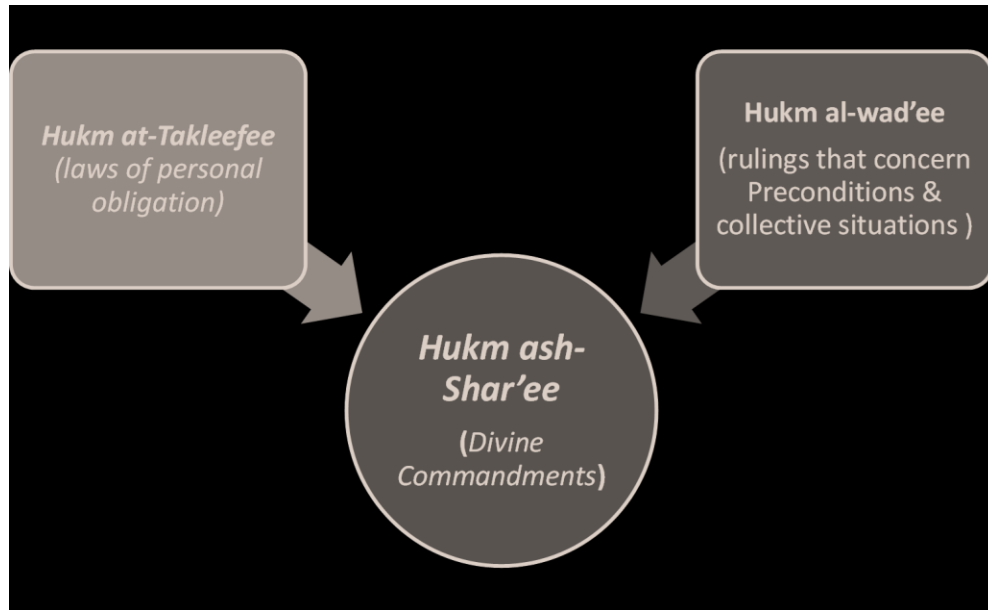 Hukm at-Takleefee
(laws of personal
obligation)
Hukm al-wad’ee
(rulings that concern
Preconditions &
collective situations )
Hukm ash-
Shar’ee
(Divine
Commandments)